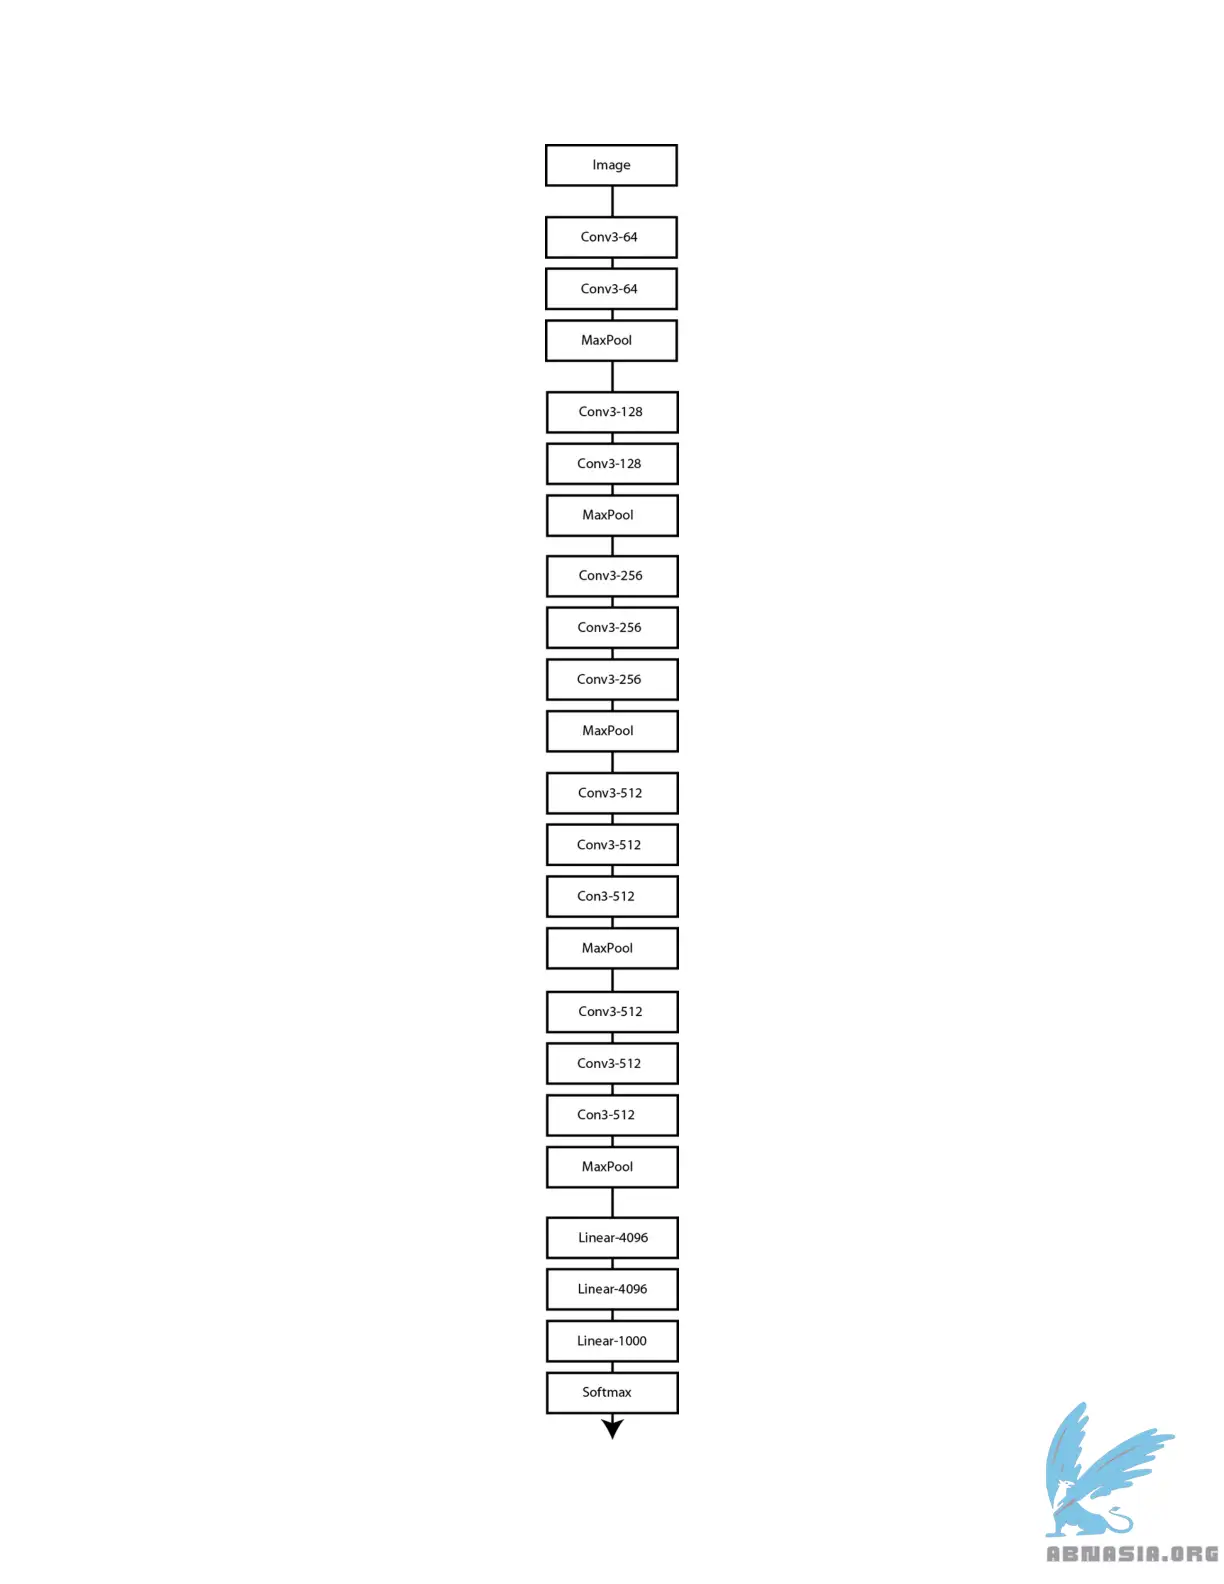 Image
Conv3-64
Conv3-64
MaxPool
Conv3-128
Conv3-128
MaxPool
Conv3-256
Conv3-256
Conv3-256
MaxPool
Conv3-512
Conv3-512
Con3-512
MaxPool
Conv3-512
Conv3-512
Con3-512
MaxPool
Linear-4096
Linear-4096
Linear-1000
Softmax
ABNASIA.ORG